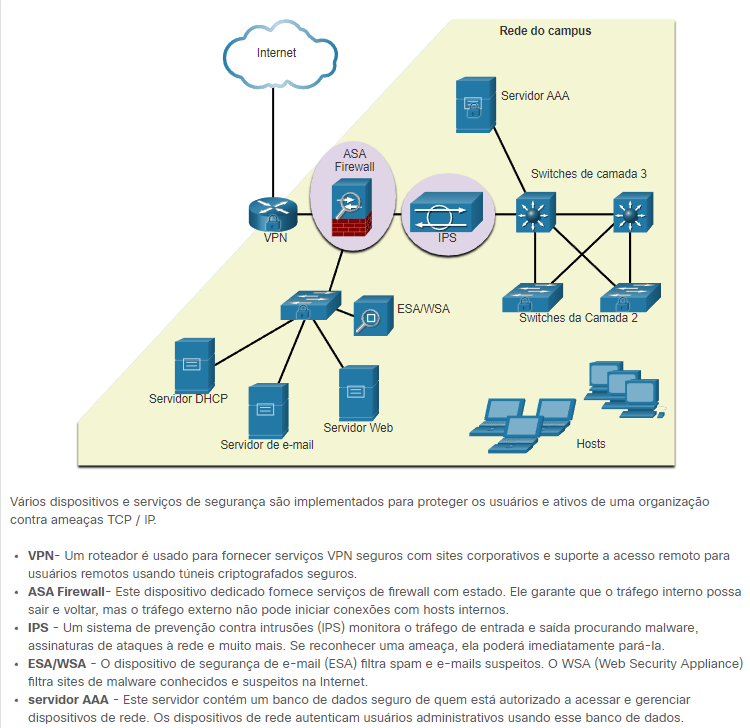 Rede do campus
Internet
Servidor AAA
ASA
Firewall
Switches de camada 3
VPN
IPS
ESA/WSA
Switches da Camada 2
Servidor DHCP
Servidor Web
Servidor de e-mail
Hosts
Vários dispositivos e serviços de segurança são implementados para proteger os usuários e ativos de uma organização
contra ameaças TCP / IP.
• VPN- Um roteador é usado para fornecer serviços VPN seguros com sites corporativos e suporte a acesso remoto para
usuários remotos usando túneis criptografados seguros.
• ASA Firewall- Este dispositivo dedicado fornece serviços de firewall com estado. Ele garante que o tráfego interno possa
sair e voltar, mas o tráfego externo não pode iniciar conexões com hosts internos.
• IPS - Um sistema de prevenção contra intrusões (IPS) monitora o tráfego de entrada e saída procurando malware,
assinaturas de ataques à rede e muito mais. Se reconhecer uma ameaça, ela poderá imediatamente pará-la.
• ESA/WSA - O dispositivo de segurança de e-mail (ESA) filtra spam e e-mails suspeitos. O WSA (Web Security Appliance)
filtra sites de malware conhecidos e suspeitos na Internet.
• servidor AAA - Este servidor contém um banco de dados seguro de quem está autorizado a acessar e gerenciar
dispositivos de rede. Os dispositivos de rede autenticam usuários administrativos usando esse banco de dados.